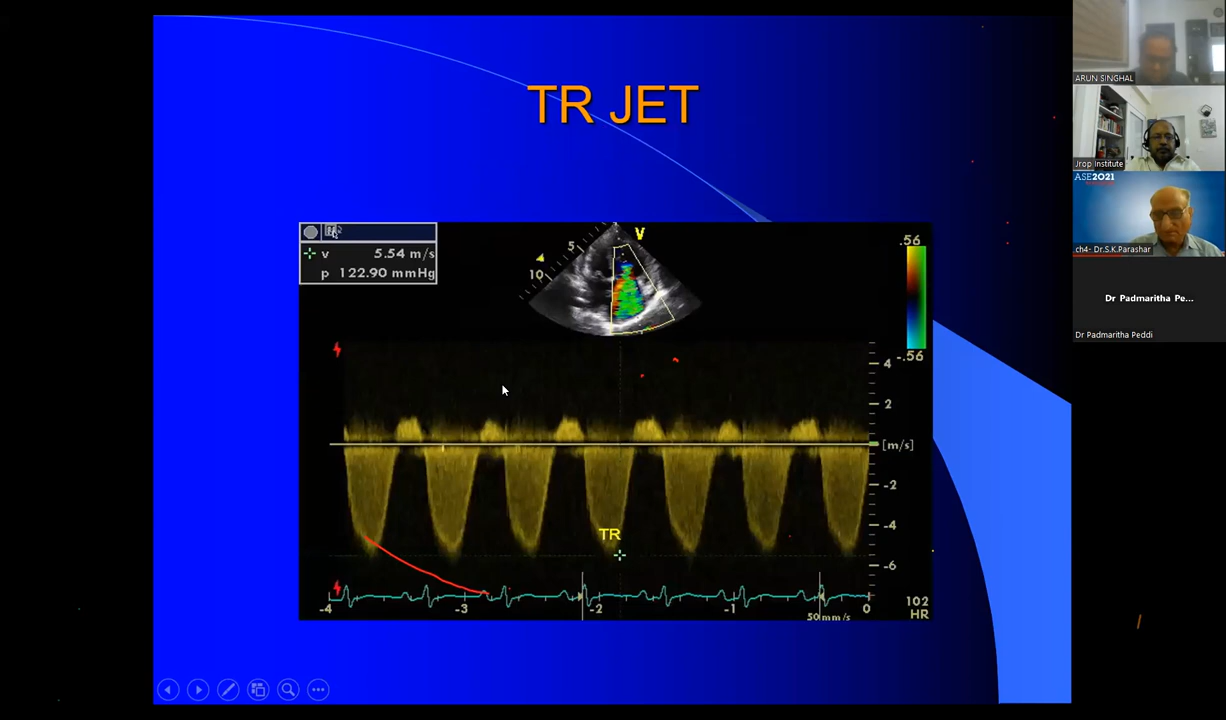 TR JET
v 5.54 m/s
p 122.90 mmHg
V
5
10
.56
-.56
4
2
[m/s]
-2
-4
-6
TR
-4
-3
-2
-1
0
50mm/s
102
HR
ARUN SINGHAL
Jrop Institute
ASE2021
ch4- Dr.S.K.Parashar
Dr Padmaritha Pe...
Dr Padmaritha Peddi